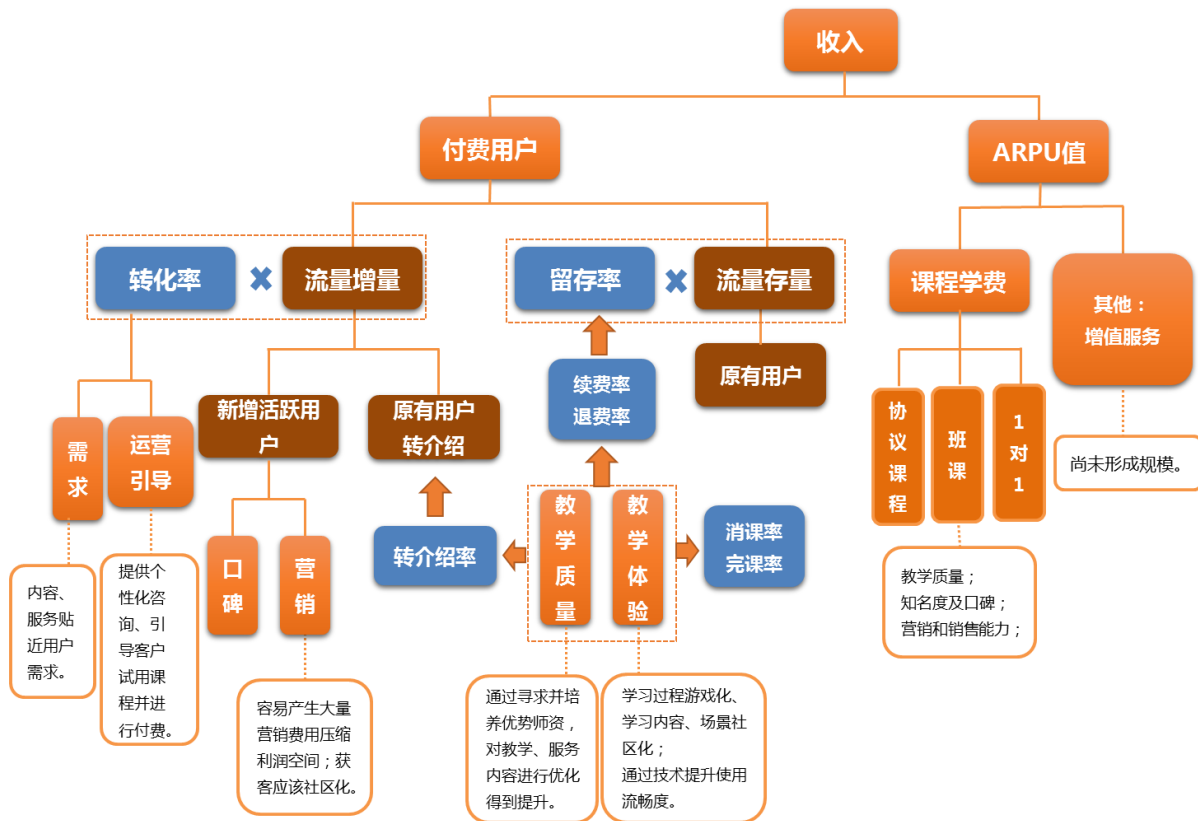 收入
付费用户
ARPU值
转化率
×
流量增量
留存率
×
流量存量
课程学费
其他：
增值服务
原有用户
续费率
退费率
新增活跃用
户
原有用户
转介绍
需
求
运营
引导
协
议
课
程
班
课
1
对
1
尚未形成规模。
口
碑
营
销
转介绍率
教
学
质
量
教
学
体
验
消课率
完课率
内容、
服务贴
近用户
需求。
提供个
性化咨
询、引
导客户
试用课
程并进
行付费。
教学质量；
知名度及口碑；
营销和销售能力；
容易产生大量
营销费用压缩
利润空间；获
客应该社区化。
通过寻求并培
养优势师资，
对教学、服务
内容进行优化
得到提升。
学习过程游戏化、
学习内容、场景社
区化；
通过技术提升使用
流畅度。